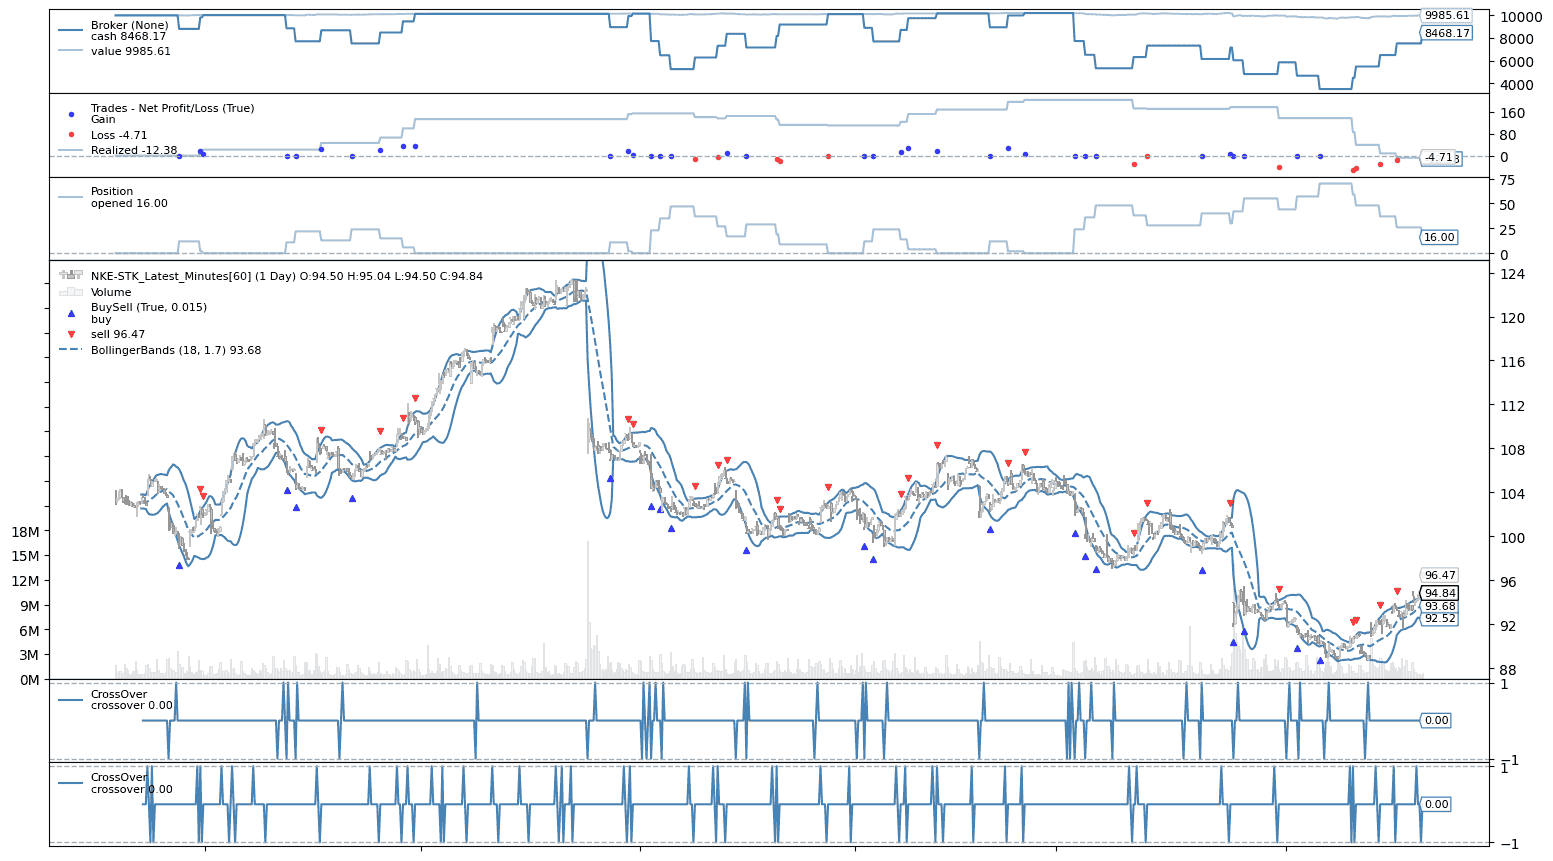 Broker (None)
cash 8468.17
value 9985.61
9985.61
8468.17
10000
8000
6000
4000
Trades - Net Profit/Loss (True)
Gain
Loss -4.71
Realized -12.38
-4.71
160
80
0
Position
opened 16.00
16.00
75
50
25
0
NKE-STK_Latest_Minutes[60] (1 Day) O:94.50 H:95.04 L:94.50 C:94.84
Volume
BuySell (True, 0.015)
buy
sell 96.47
BollingerBands (18, 1.7) 93.68
18M
15M
12M
9M
6M
3M
0M
96.47
94.84
93.68
92.52
124
120
116
112
108
104
100
96
92
88
CrossOver
crossover 0.00
0.00
1
−1
CrossOver
crossover 0.00
0.00
1
−1